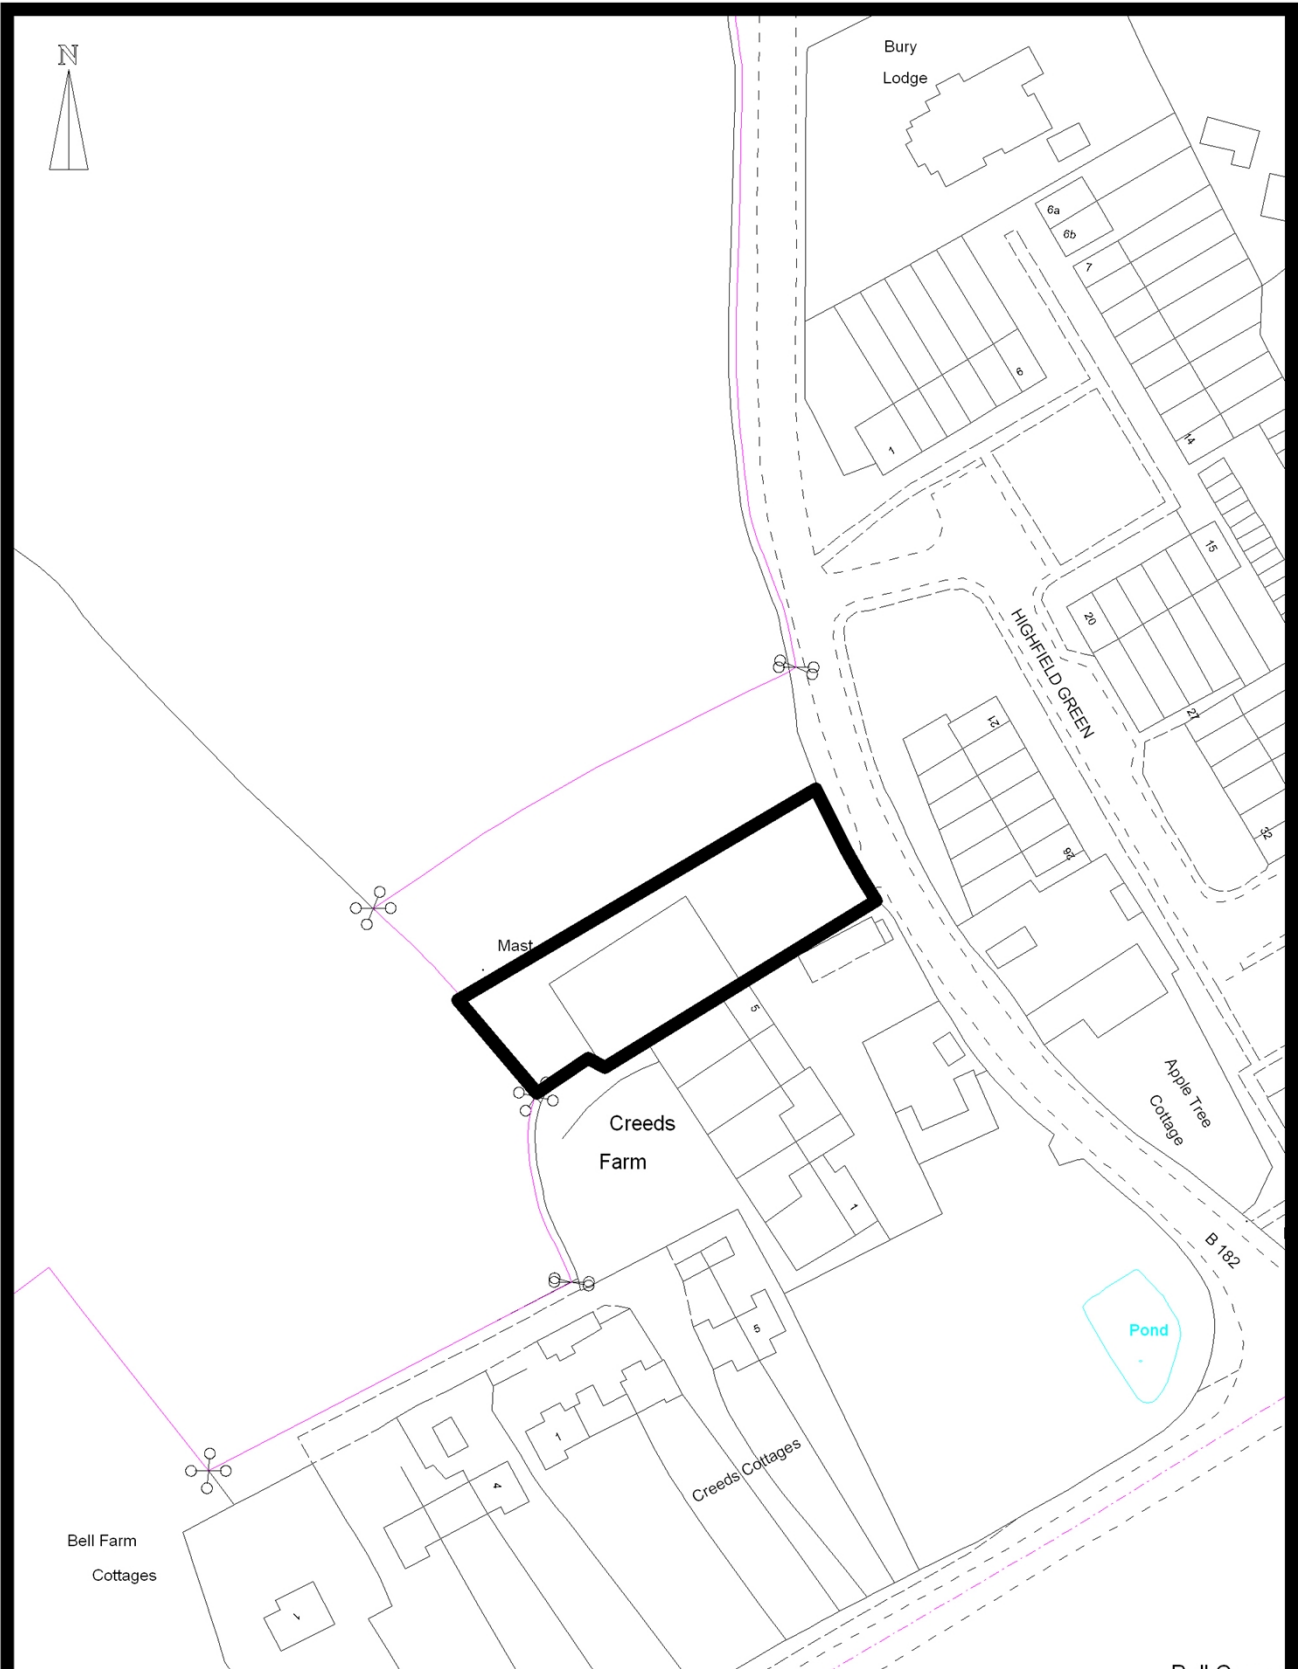 N
Bury
Lodge
6a
6b
7
6
1
14
15
20
HIGHFIELD GREEN
21
27
32
26
Mast
5
Creeds
Farm
Apple Tree
Cottage
1
B 182
5
Pond
1
Creeds Cottages
4
Bell Farm
Cottages
1